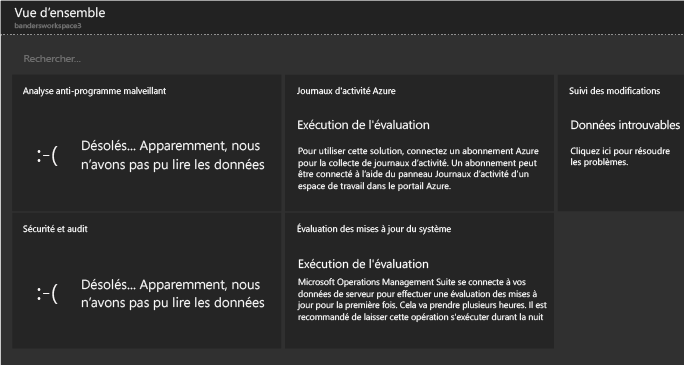 Vue d'ensemble
bandersworkspace3
Rechercher...
Analyse anti-programme malveillant
:-(
Désolés... Apparemment, nous
n'avons pas pu lire les données
Journaux d'activité Azure
Exécution de l'évaluation
Pour utiliser cette solution, connectez un abonnement Azure
pour la collecte de journaux d'activité. Un abonnement peut
être connecté à l'aide du panneau Journaux d'activité d'un
espace de travail dans le portail Azure.
Suivi des modifications
Données introuvables
Cliquez ici pour résoudre
les problèmes.
Sécurité et audit
:-(
Désolés... Apparemment, nous
n'avons pas pu lire les données
Évaluation des mises à jour du système
Exécution de l'évaluation
Microsoft Operations Management Suite se connecte à vos
données de serveur pour effectuer une évaluation des mises à
jour pour la première fois. Cela va prendre plusieurs heures. Il est
recommandé de laisser cette opération s'exécuter durant la nuit